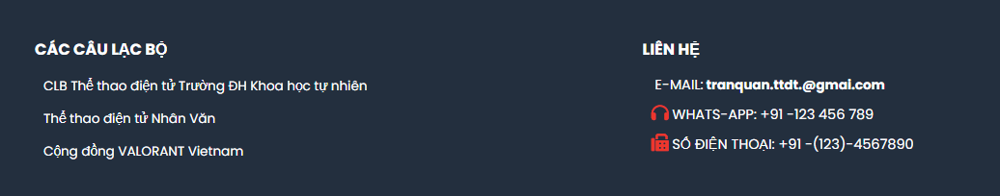 CÁC CÂU LẠC BỘ
CLB Thể thao điện tử Trường ĐH Khoa học tự nhiên
Thể thao điện tử Nhân Văn
Cộng đồng VALORANT Vietnam
LIÊN HỆ
E-MAIL: tranquan.ttdt.@gmai.com
WHATS-APP: +91 -123 456 789
SỐ ĐIỆN THOẠI: +91 -(123)-4567890